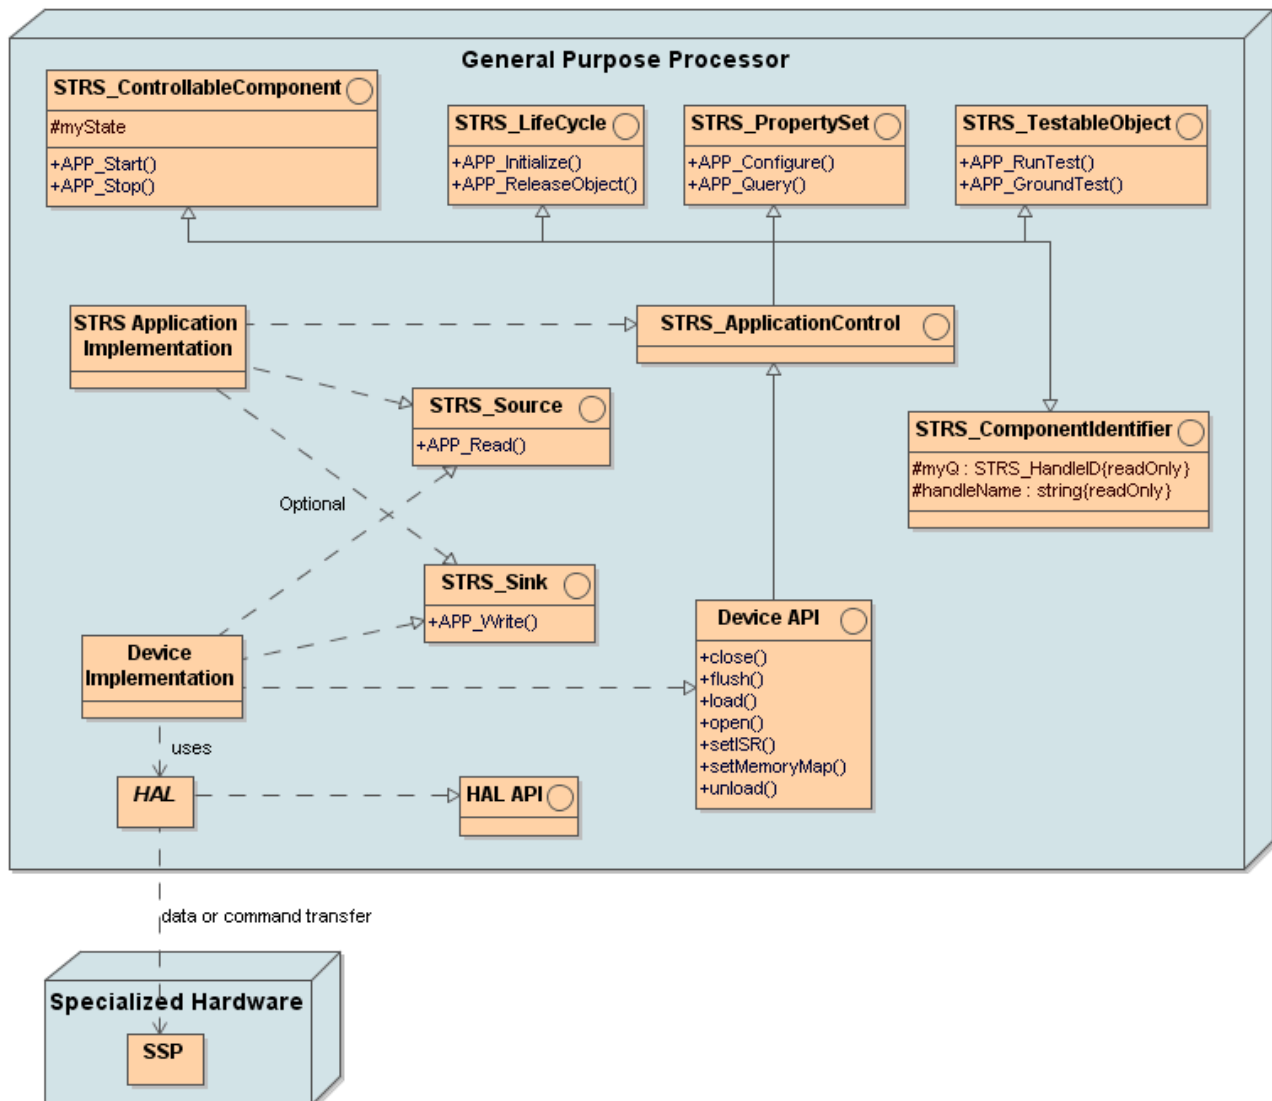 General Purpose Processor
STRS_ControllableComponent
#myState
+APP_Start()
+APP_Stop()
STRS_LifeCycle
+APP_Initialize()
+APP_ReleaseObject()
STRS_PropertySet
+APP_Configure()
+APP_Query()
STRS_TestableObject
+APP_RunTest()
+APP_GroundTest()
STRS Application
Implementation
STRS_ApplicationControl
STRS_Source
+APP_Read()
STRS_ComponentIdentifier
#myQ : STRS_HandleID{readOnly}
#handleName : string{readOnly}
Optional
STRS_Sink
+APP_Write()
Device API
+close()
+flush()
+load()
+open()
+setISR()
+setMemoryMap()
+unload()
Device
Implementation
uses
HAL
HAL API
data or command transfer
Specialized Hardware
SSP